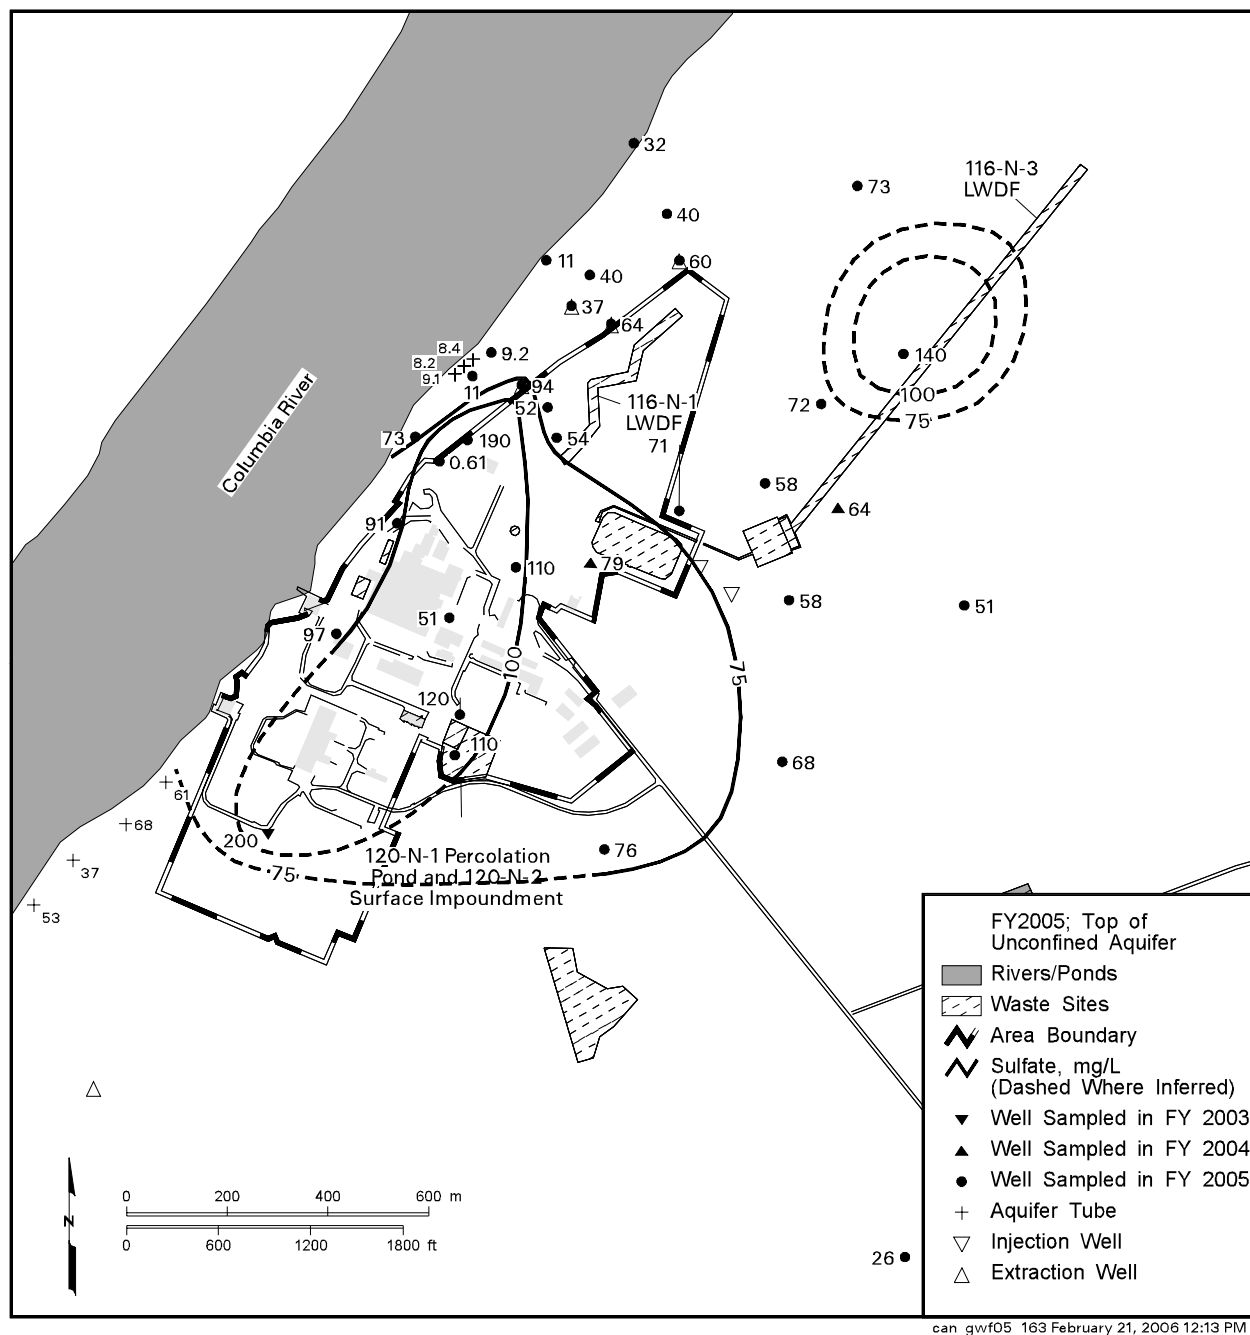 32
116-N-3
LWDF
73
40
11
40
60
37
64
8.4
8.2
9.1
9.2
11
94
52
140
100
75
72
116-N-1
LWDF
71
Columbia River
73
190
54
0.61
58
64
91
110
79
51
58
51
97
100
75
120
110
68
61
68
37
53
200
75
76
120-N-1 Percolation
Pond and 120-N-2
Surface Impoundment
FY2005; Top of
Unconfined Aquifer
Rivers/Ponds
Waste Sites
Area Boundary
Sulfate, mg/L
(Dashed Where Inferred)
Well Sampled in FY 2003
Well Sampled in FY 2004
Well Sampled in FY 2005
Aquifer Tube
Injection Well
Extraction Well
N
0 200 400 600 m
0 600 1200 1800 ft
26
can_gwf05_163 February 21, 2006 12:13 PM